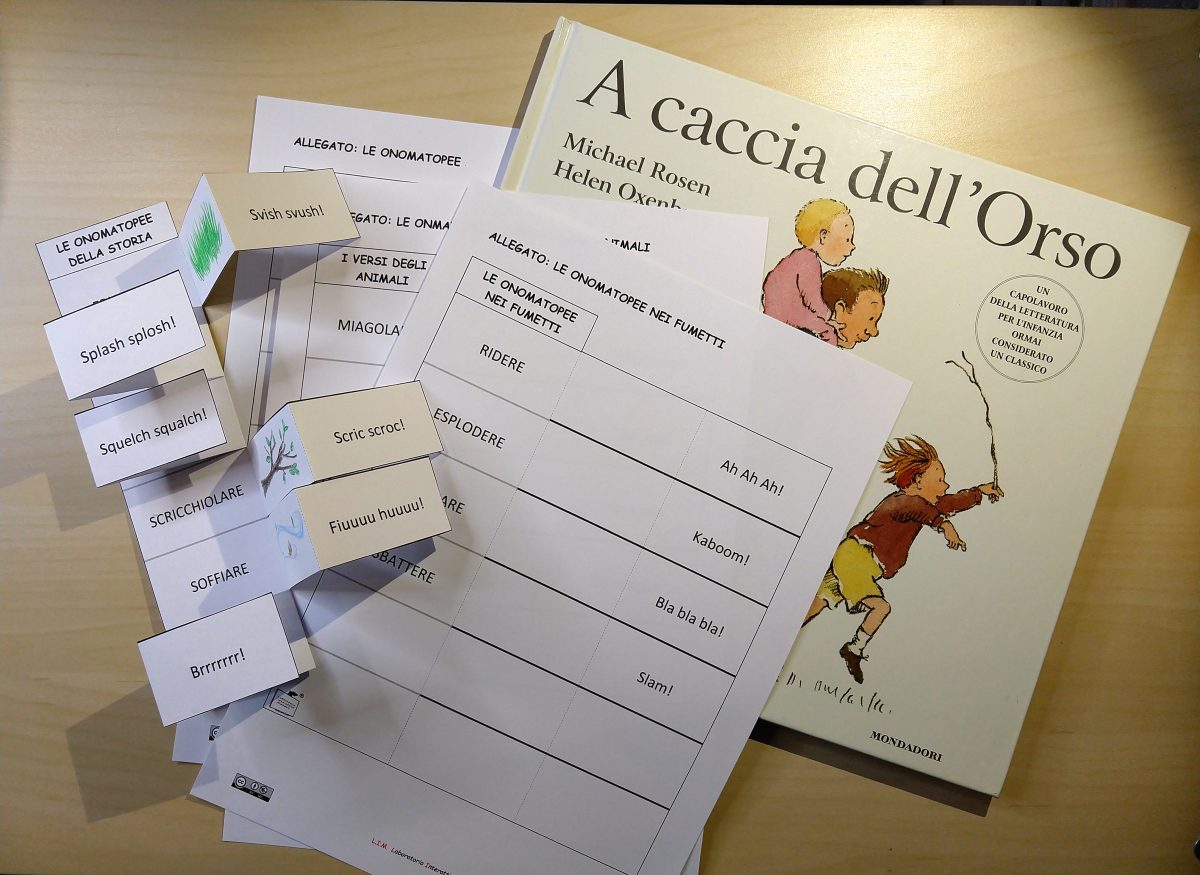 A caccia dell'Orso
Michael Rosen
Helen
UN
CAPOLAVORO
DELLA LETTERATURA
PER L'INFANZIA
ORMAI
CONSIDERATO
UN CLASSICO
MONDADORI
ALLEGATO: LE ONOMATOPEE
LE ONOMATOPEE
DELLA STORIA
Svish svush!
Splash splosh!
Squelch squalch!
Scric scroc!
SCRICCHIOLARE
Fiuuuu huuuu!
SOFFIARE
Brrrrrrr!
I VERSI DEGLI
ANIMALI
ALLEGATO: LE ONOMATOPEE NEI FUMETTI
LE ONOMATOPEE
NEI FUMETTI
RIDERE
Ah Ah Ah!
ESPLODERE
Kaboom!
Bla bla bla!
Slam!
L.I.M. Laboratorio